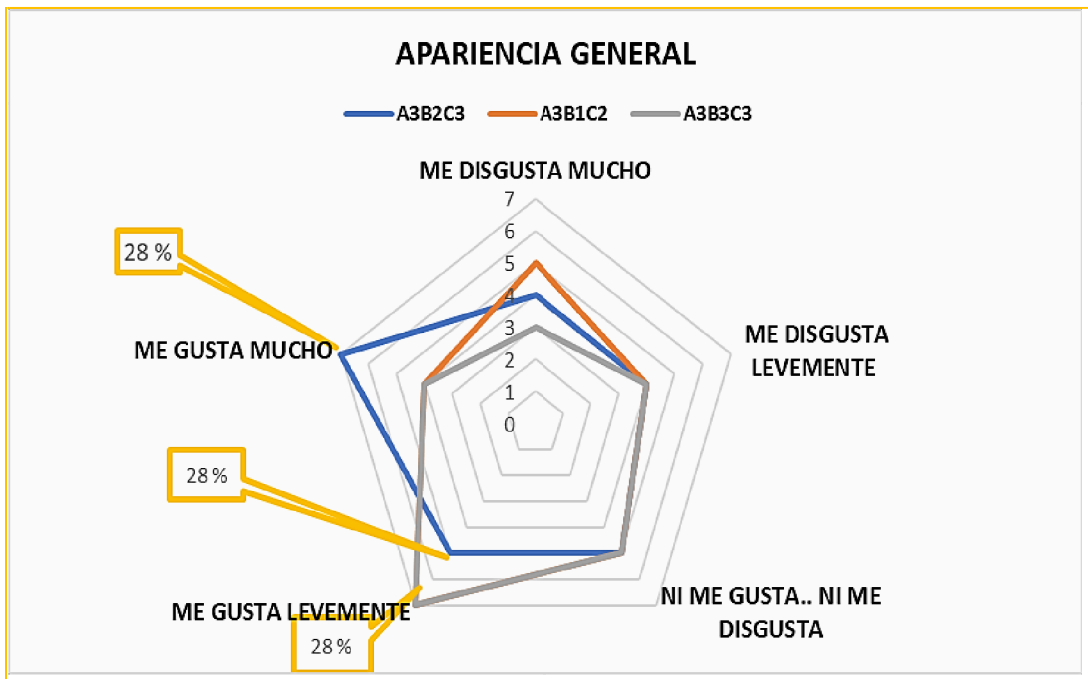 APARIENCIA GENERAL
A3B2C3 A3B1C2 A3B3C3
ME DISGUSTA MUCHO
7
6
5
4
3
2
1
0
28 %
ME GUSTA MUCHO
ME DISGUSTA
LEVEMENTE
28 %
ME GUSTA LEVEMENTE
NI ME GUSTA.. NI ME
DISGUSTA
28 %